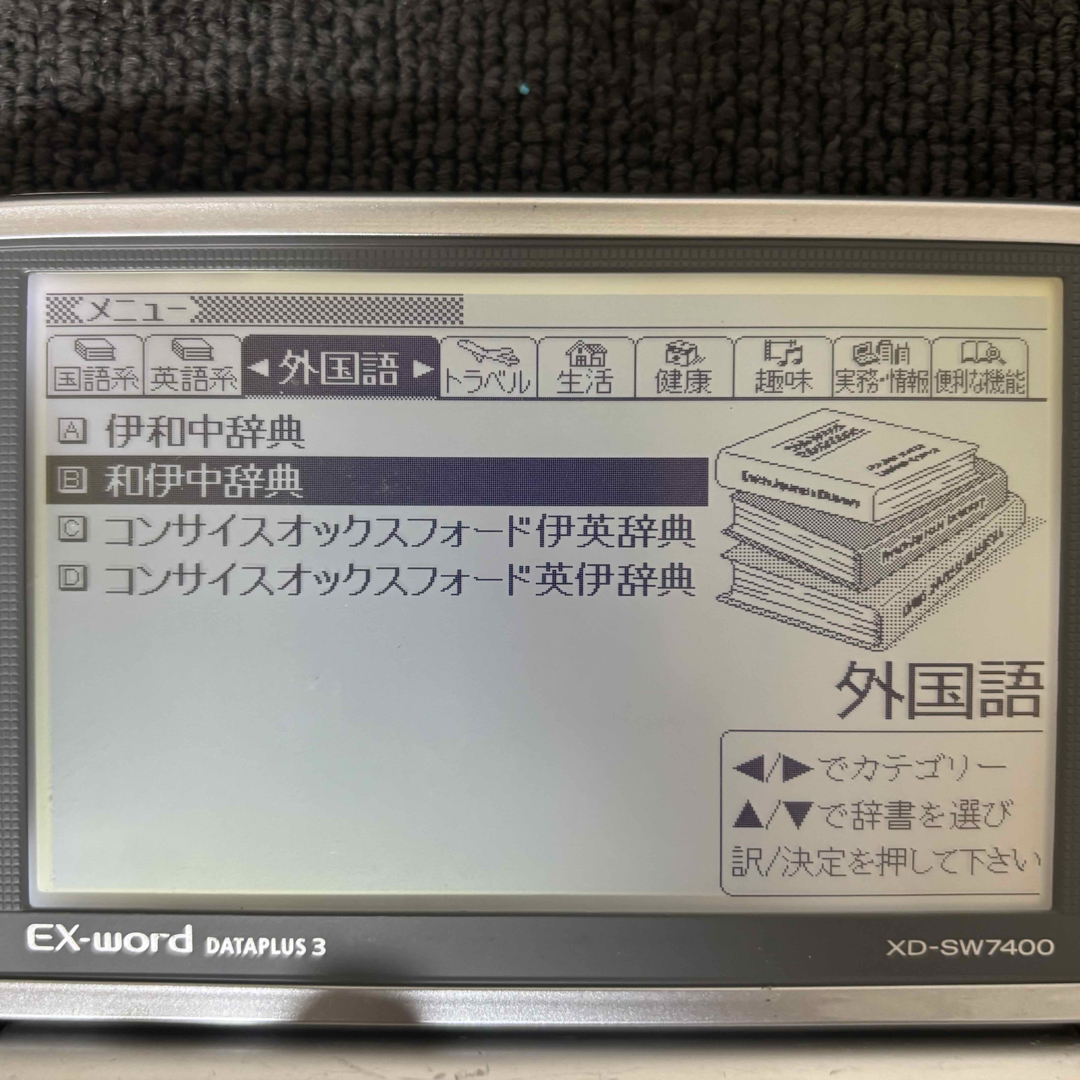 メニュー
国語系 英語系 ◀外国語▶ トラベル 生活 健康 趣味 実務・情報 便利な機能
A 伊和中辞典
B 和伊中辞典
C コンサイスオックスフォード伊英辞典
D コンサイスオックスフォード英伊辞典
外国語
◀/▶でカテゴリー
▲/▼で辞書を選び
訳/決定を押して下さい
EX-word DATAPLUS 3
XD-SW7400